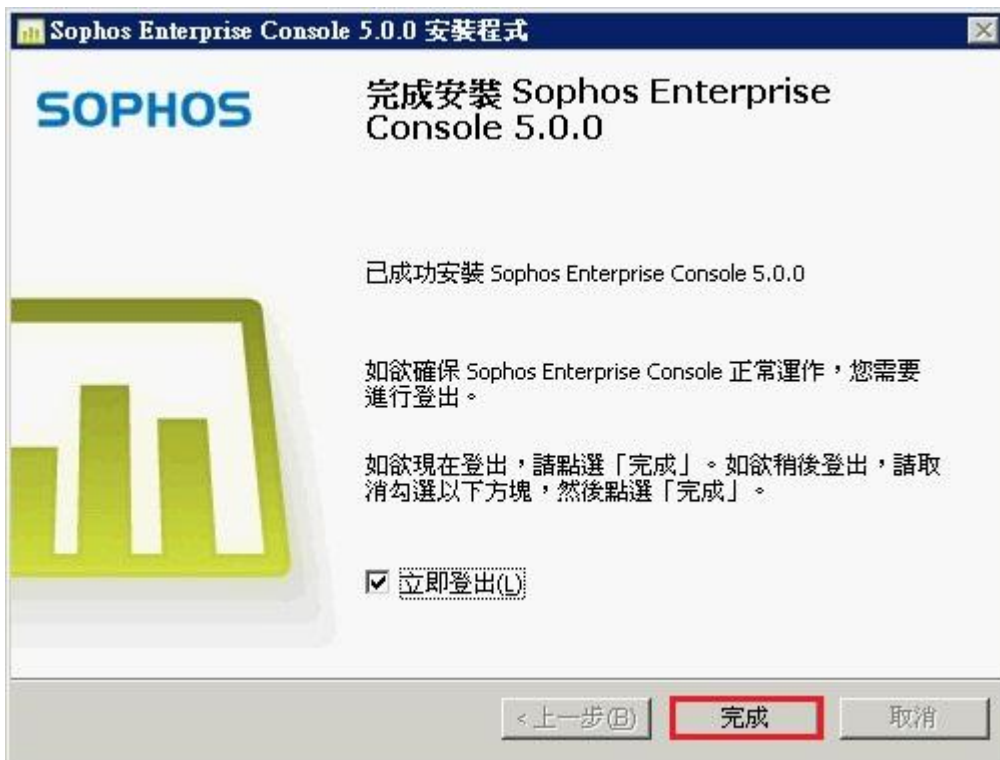 Sophos Enterprise Console 5.0.0 安裝程式
SOPHOS
完成安裝 Sophos Enterprise
Console 5.0.0
已成功安裝 Sophos Enterprise Console 5.0.0
如欲確保 Sophos Enterprise Console 正常運作，您需要
進行登出。
如欲現在登出，請點選「完成」。如欲稍後登出，請取
消勾選以下方塊，然後點選「完成」。
立即登出(L)
<上一步(B)
完成
取消